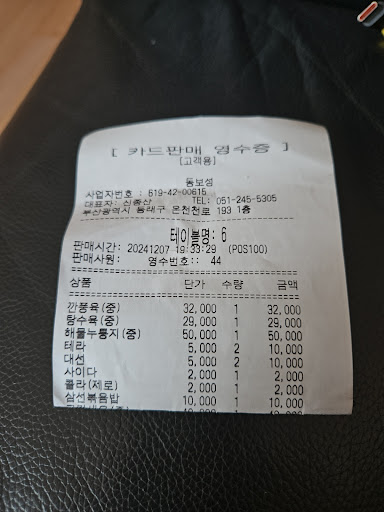 [ 카드판매 영수증 ]
[고객용]
동보성
사업자번호 : 619-42-00615
대표자: 신종산 TEL: 051-245-5305
부산광역시 동래구 온천천로 193 1층
테이블명: 6
판매시간: 20241207 19:33:29 (POS100)
판매사원: 영수번호:: 44
상품 단가 수량 금액
깐풍육(중) 32,000 1 32,000
탕수육(중) 29,000 1 29,000
해물누룽지(중) 50,000 1 50,000
테라 5,000 2 10,000
대선 5,000 2 10,000
사이다 2,000 1 2,000
콜라(제로) 2,000 1 2,000
삼선볶음밥 10,000 1 10,000